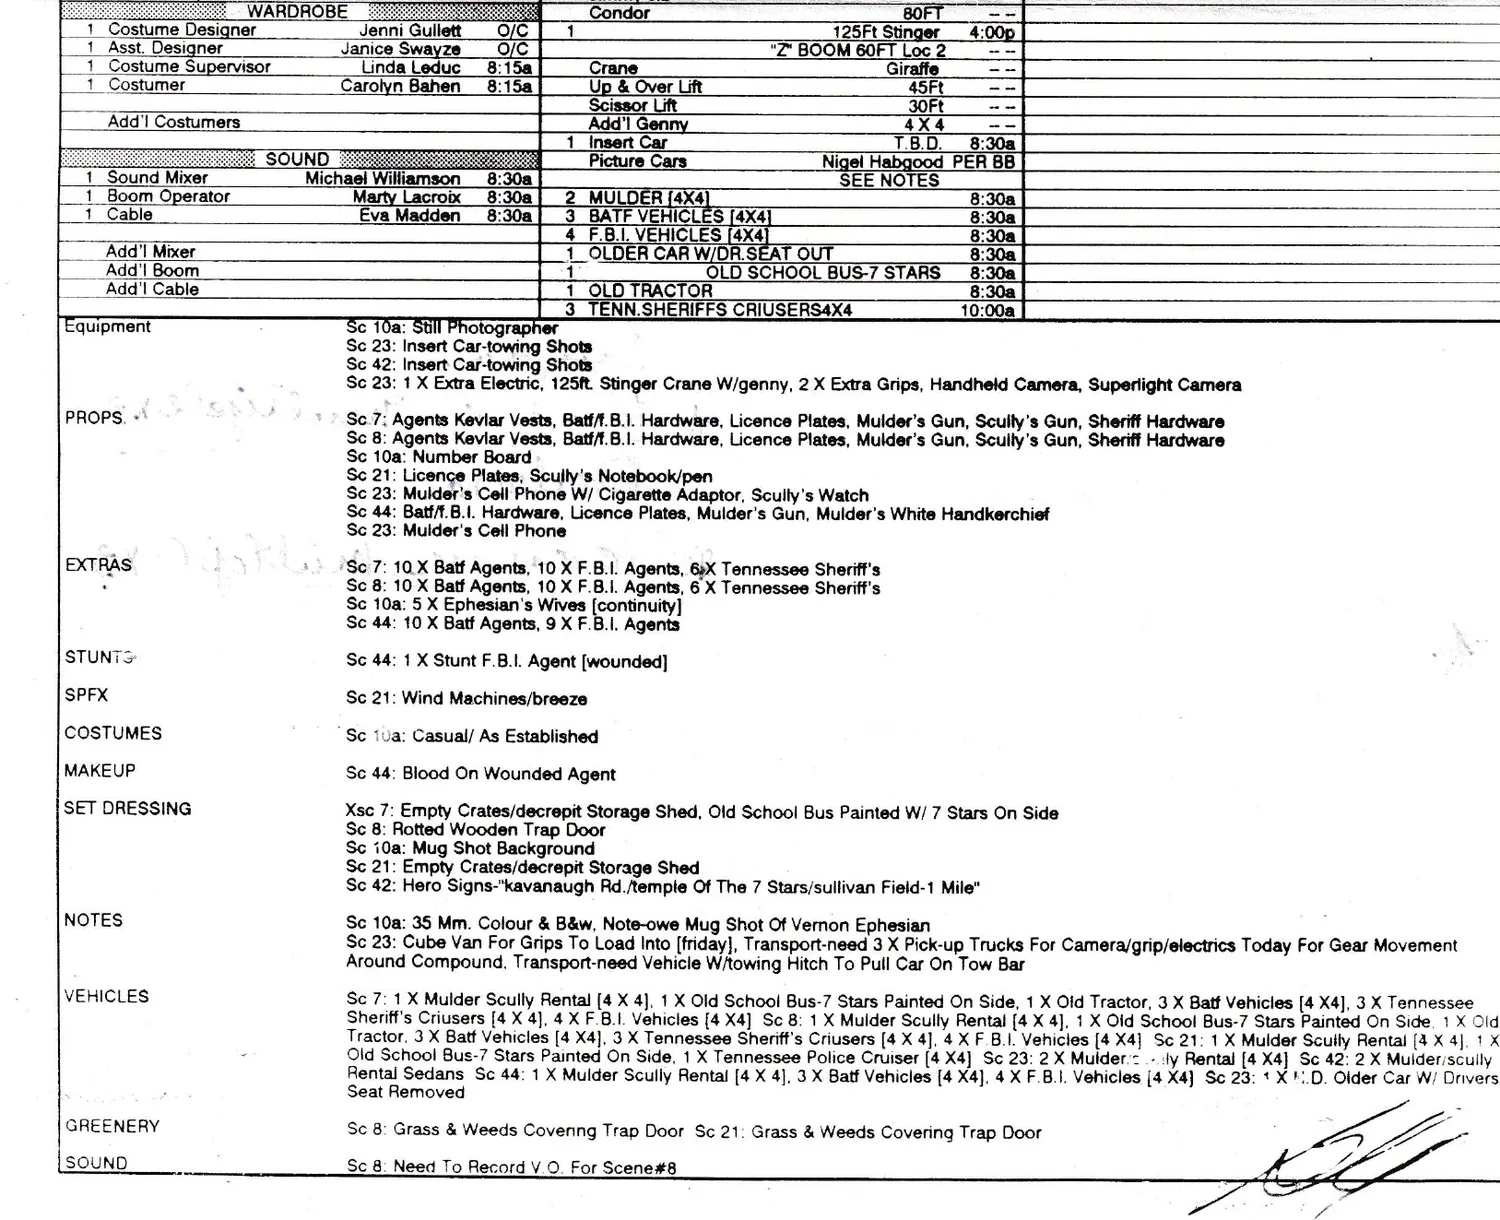 WARDROBE
1 Costume Designer Jenni Gullett O/C
1 Asst. Designer Janice Swayze O/C
1 Costume Supervisor Linda Leduc 8:15a
1 Costumer Carolyn Bahen 8:15a
Add'l Costumers
SOUND
1 Sound Mixer Michael Williamson 8:30a
1 Boom Operator Marty Lacroix 8:30a
1 Cable Eva Madden 8:30a
Add'l Mixer
Add'l Boom
Add'l Cable
Condor 80FT - -
1 125Ft Stinger 4:00p
"Z" BOOM 60FT Loc 2 - -
Crane Giraffe - -
Up & Over Lift 45Ft - -
Scissor Lift 30Ft - -
Add'l Genny 4 X 4 - -
1 Insert Car T.B.D. 8:30a
Picture Cars Nigel Habgood PER BB
SEE NOTES
2 MULDER [4X4] 8:30a
3 BATF VEHICLES [4X4] 8:30a
4 F.B.I. VEHICLES [4X4] 8:30a
1 OLDER CAR W/DR.SEAT OUT 8:30a
1 OLD SCHOOL BUS-7 STARS 8:30a
1 OLD TRACTOR 8:30a
3 TENN.SHERIFFS CRIUSERS4X4 10:00a
Equipment Sc 10a: Still Photographer
Sc 23: Insert Car-towing Shots
Sc 42: Insert Car-towing Shots
Sc 23: 1 X Extra Electric, 125ft. Stinger Crane W/genny, 2 X Extra Grips, Handheld Camera, Superlight Camera
PROPS Sc 7: Agents Kevlar Vests, Batf/f.B.I. Hardware, Licence Plates, Mulder's Gun, Scully's Gun, Sheriff Hardware
Sc 8: Agents Kevlar Vests, Batf/f.B.I. Hardware, Licence Plates, Mulder's Gun, Scully's Gun, Sheriff Hardware
Sc 10a: Number Board
Sc 21: Licence Plates, Scully's Notebook/pen
Sc 23: Mulder's Cell Phone W/ Cigarette Adaptor, Scully's Watch
Sc 44: Batf/f.B.I. Hardware, Licence Plates, Mulder's Gun, Mulder's White Handkerchief
Sc 23: Mulder's Cell Phone
EXTRAS Sc 7: 10 X Batf Agents, 10 X F.B.I. Agents, 6 X Tennessee Sheriff's
Sc 8: 10 X Batf Agents, 10 X F.B.I. Agents, 6 X Tennessee Sheriff's
Sc 10a: 5 X Ephesian's Wives [continuity]
Sc 44: 10 X Batf Agents, 9 X F.B.I. Agents
STUNTS Sc 44: 1 X Stunt F.B.I. Agent [wounded]
SPFX Sc 21: Wind Machines/breeze
COSTUMES Sc 10a: Casual/ As Established
MAKEUP Sc 44: Blood On Wounded Agent
SET DRESSING Xsc 7: Empty Crates/decrepit Storage Shed, Old School Bus Painted W/ 7 Stars On Side
Sc 8: Rotted Wooden Trap Door
Sc 10a: Mug Shot Background
Sc 21: Empty Crates/decrepit Storage Shed
Sc 42: Hero Signs-"kavanaugh Rd./temple Of The 7 Stars/sullivan Field-1 Mile"
NOTES Sc 10a: 35 Mm. Colour & B&w, Note-owe Mug Shot Of Vernon Ephesian
Sc 23: Cube Van For Grips To Load Into [friday], Transport-need 3 X Pick-up Trucks For Camera/grip/electrics Today For Gear Movement
Around Compound, Transport-need Vehicle W/towing Hitch To Pull Car On Tow Bar
VEHICLES Sc 7: 1 X Mulder Scully Rental [4 X 4], 1 X Old School Bus-7 Stars Painted On Side, 1 X Old Tractor, 3 X Batf Vehicles [4 X4], 3 X Tennessee
Sheriff's Criusers [4 X 4], 4 X F.B.I. Vehicles [4 X4] Sc 8: 1 X Mulder Scully Rental [4 X 4], 1 X Old School Bus-7 Stars Painted On Side, 1 X Old
Tractor, 3 X Batf Vehicles [4 X4], 3 X Tennessee Sheriff's Criusers [4 X 4], 4 X F.B.I. Vehicles [4 X4] Sc 21: 1 X Mulder Scully Rental [4 X 4], 1 X
Old School Bus-7 Stars Painted On Side, 1 X Tennessee Police Cruiser [4 X4] Sc 23: 2 X Rental [4 X4] Sc 42: 2 X Mulder/scully
Rental Sedans Sc 44: 1 X Mulder Scully Rental [4 X 4], 3 X Batf Vehicles [4 X4], 4 X F.B.I. Vehicles [4 X4] Sc 23: 1 X Older Car W/ Drivers
Seat Removed
GREENERY Sc 8: Grass & Weeds Covering Trap Door Sc 21: Grass & Weeds Covering Trap Door
SOUND Sc 8: Need To Record V.O. For Scene#8